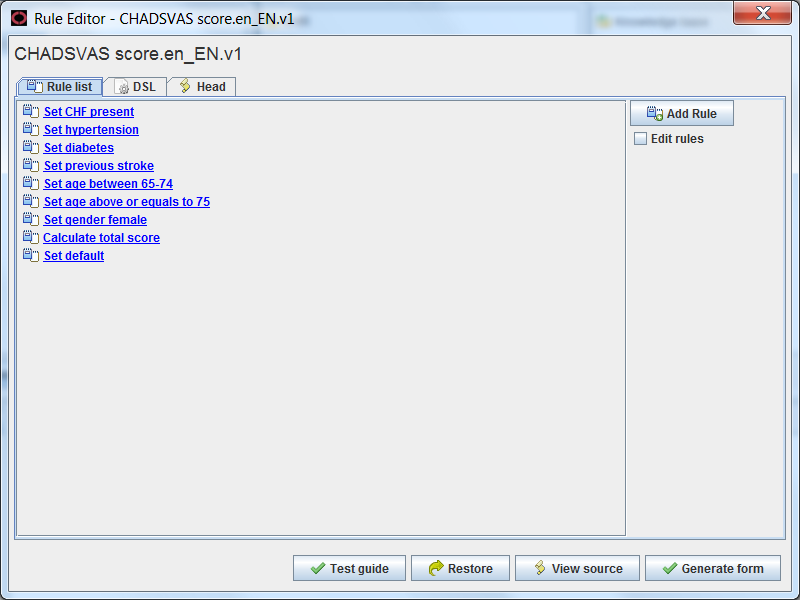 Rule Editor - CHADSVAS score.en_EN.v1
CHADSVAS score.en_EN.v1
Rule list DSL Head
Set CHF present
Set hypertension
Set diabetes
Set previous stroke
Set age between 65-74
Set age above or equals to 75
Set gender female
Calculate total score
Set default
Add Rule
Edit rules
Test guide Restore View source Generate form